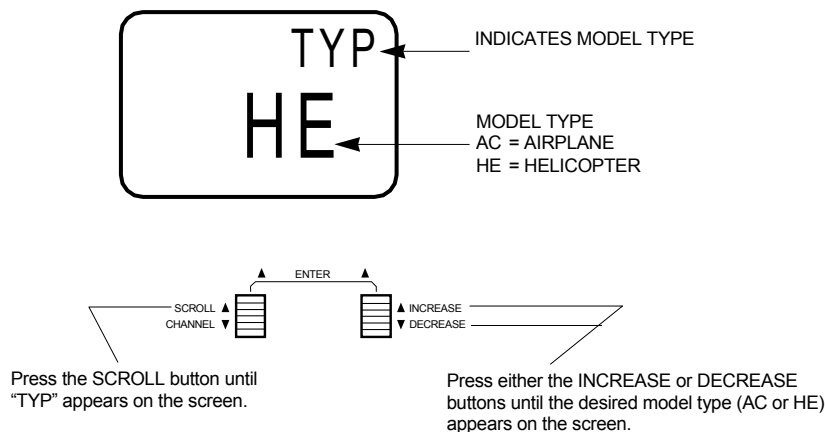 TYP
INDICATES MODEL TYPE
HE
MODEL TYPE
AC = AIRPLANE
HE = HELICOPTER
ENTER
SCROLL
CHANNEL
INCREASE
DECREASE
Press the SCROLL button until
“TYP” appears on the screen.
Press either the INCREASE or DECREASE
buttons until the desired model type (AC or HE)
appears on the screen.